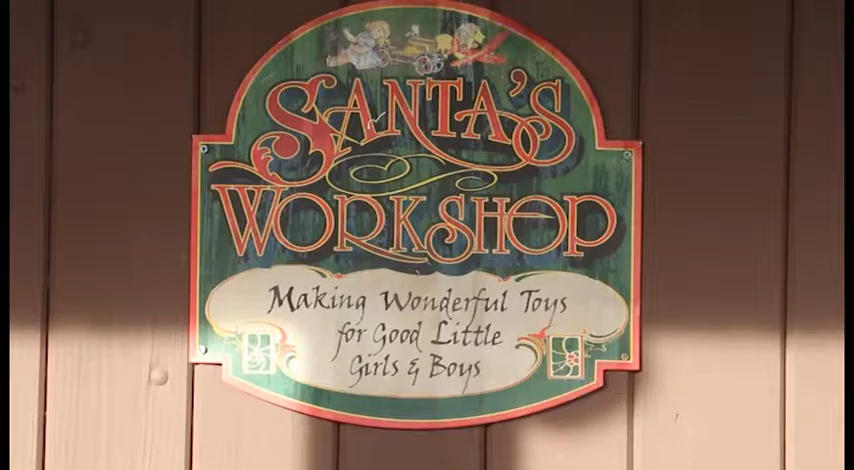 SANTA'S
WORKSHOP
Making Wonderful Toys
for Good Little
Girls & Boys